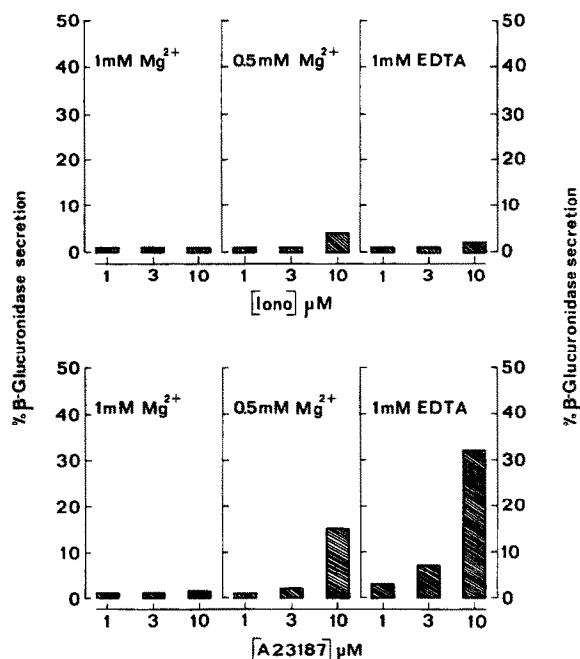 50 50
40 40
30 30
20 20
10 10
0 0
1mM Mg²⁺ 0.5mM Mg²⁺ 1mM EDTA
1 3 10 1 3 10 1 3 10
[Iono] µM
% β-Glucuronidase secretion
% β-Glucuronidase secretion
50 50
40 40
30 30
20 20
10 10
0 0
1mM Mg²⁺ 0.5mM Mg²⁺ 1mM EDTA
1 3 10 1 3 10 1 3 10
[A23187] µM